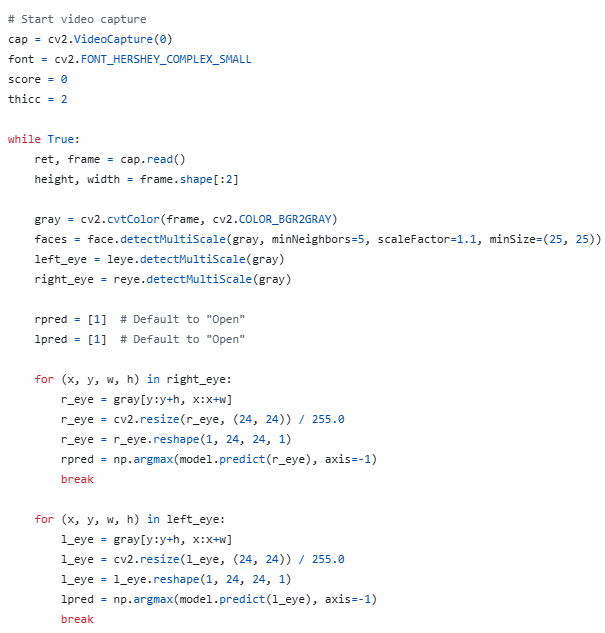 # Start video capture
cap = cv2.VideoCapture(0)
font = cv2.FONT_HERSHEY_COMPLEX_SMALL
score = 0
thicc = 2

while True:
    ret, frame = cap.read()
    height, width = frame.shape[:2]

    gray = cv2.cvtColor(frame, cv2.COLOR_BGR2GRAY)
    faces = face.detectMultiScale(gray, minNeighbors=5, scaleFactor=1.1, minSize=(25, 25))
    left_eye = leye.detectMultiScale(gray)
    right_eye = reye.detectMultiScale(gray)

    rpred = [1]  # Default to "Open"
    lpred = [1]  # Default to "Open"

    for (x, y, w, h) in right_eye:
        r_eye = gray[y:y+h, x:x+w]
        r_eye = cv2.resize(r_eye, (24, 24)) / 255.0
        r_eye = r_eye.reshape(1, 24, 24, 1)
        rpred = np.argmax(model.predict(r_eye), axis=-1)
        break

    for (x, y, w, h) in left_eye:
        l_eye = gray[y:y+h, x:x+w]
        l_eye = cv2.resize(l_eye, (24, 24)) / 255.0
        l_eye = l_eye.reshape(1, 24, 24, 1)
        lpred = np.argmax(model.predict(l_eye), axis=-1)
        break